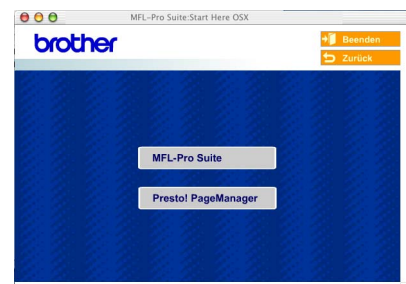 MFL-Pro Suite:Start Here OSX
brother
Beenden
Zurück
MFL-Pro Suite
Presto! PageManager